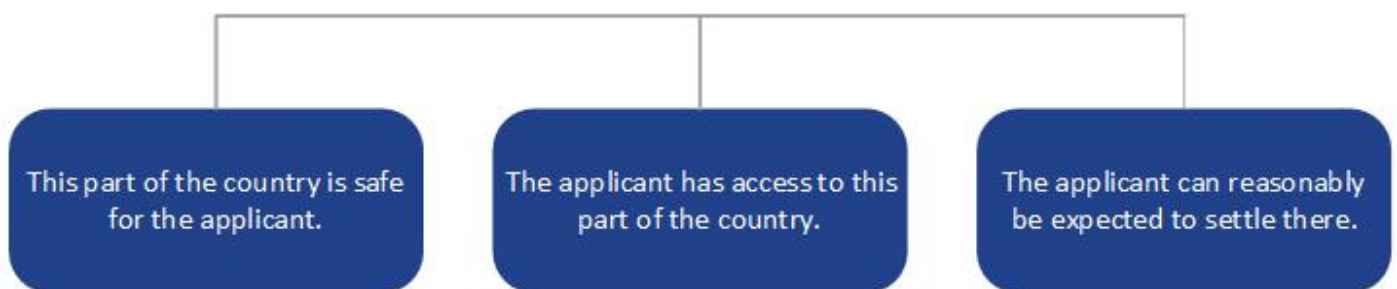 This part of the country is safe
for the applicant.
The applicant has access to this
part of the country.
The applicant can reasonably
be expected to settle there.